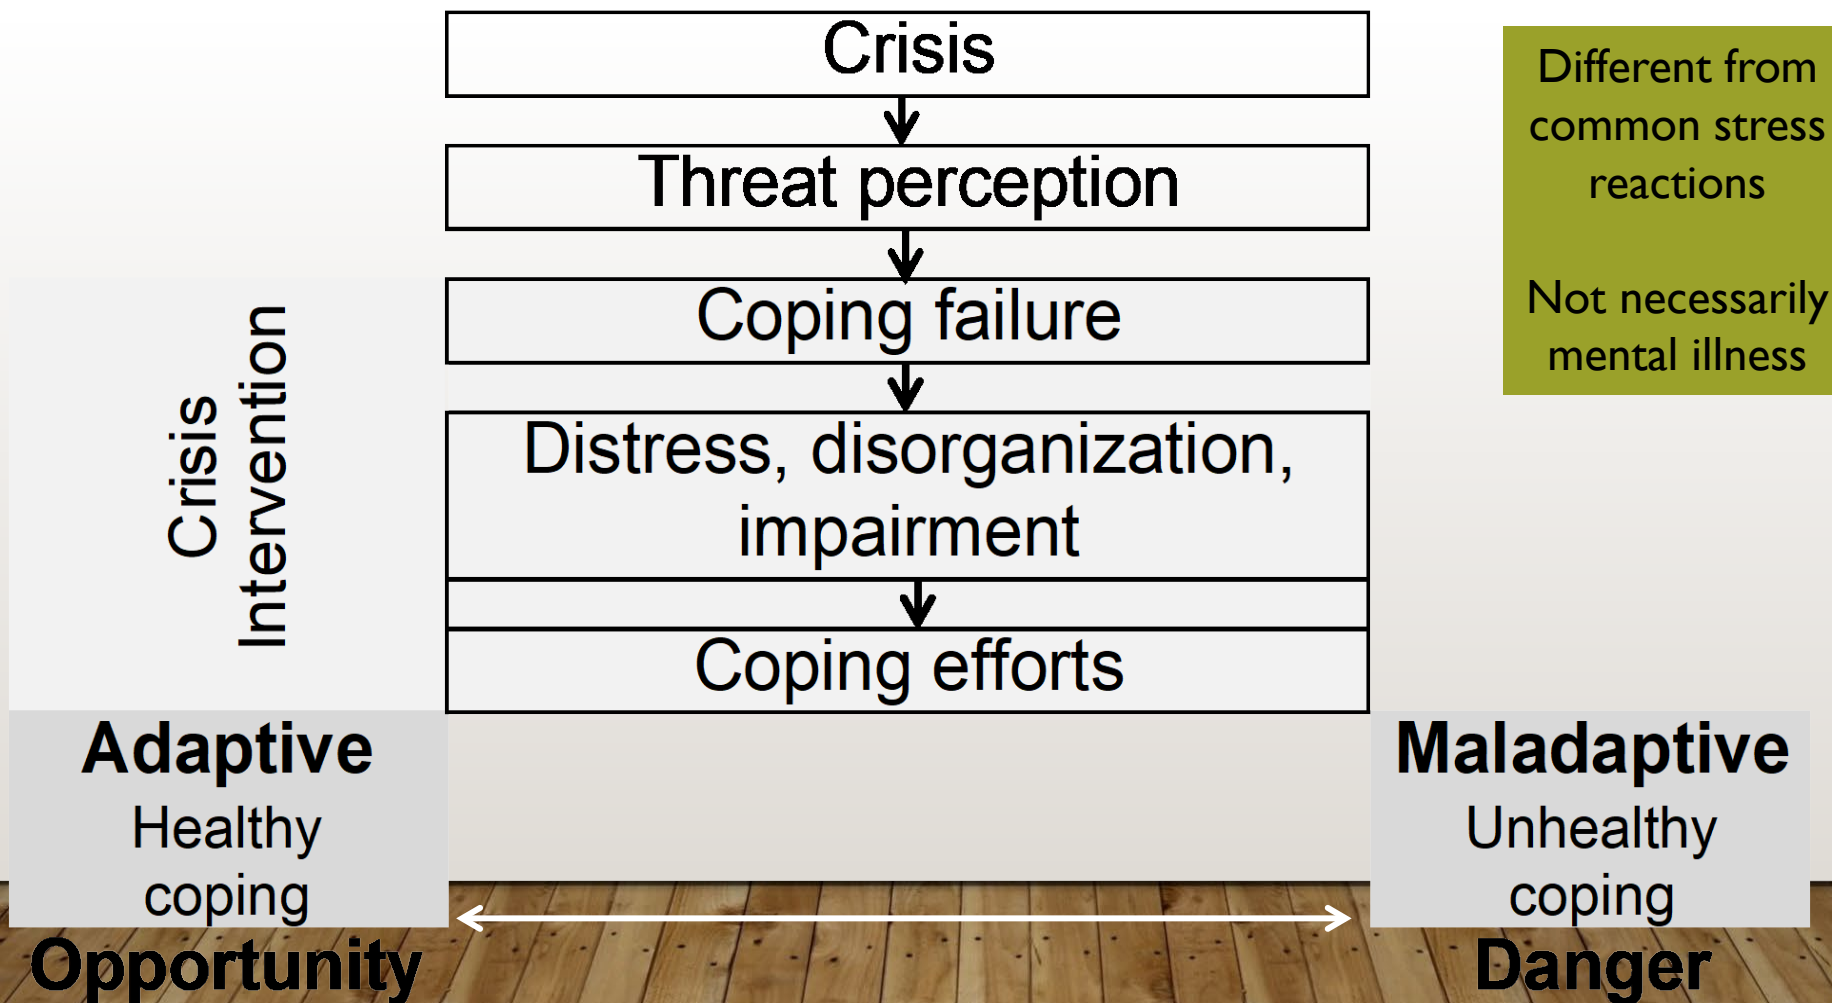 Crisis
Threat perception
Coping failure
Distress, disorganization,
impairment
Coping efforts
Crisis
Intervention
Adaptive
Healthy
coping
Opportunity
Maladaptive
Unhealthy
coping
Danger
Different from
common stress
reactions
Not necessarily
mental illness